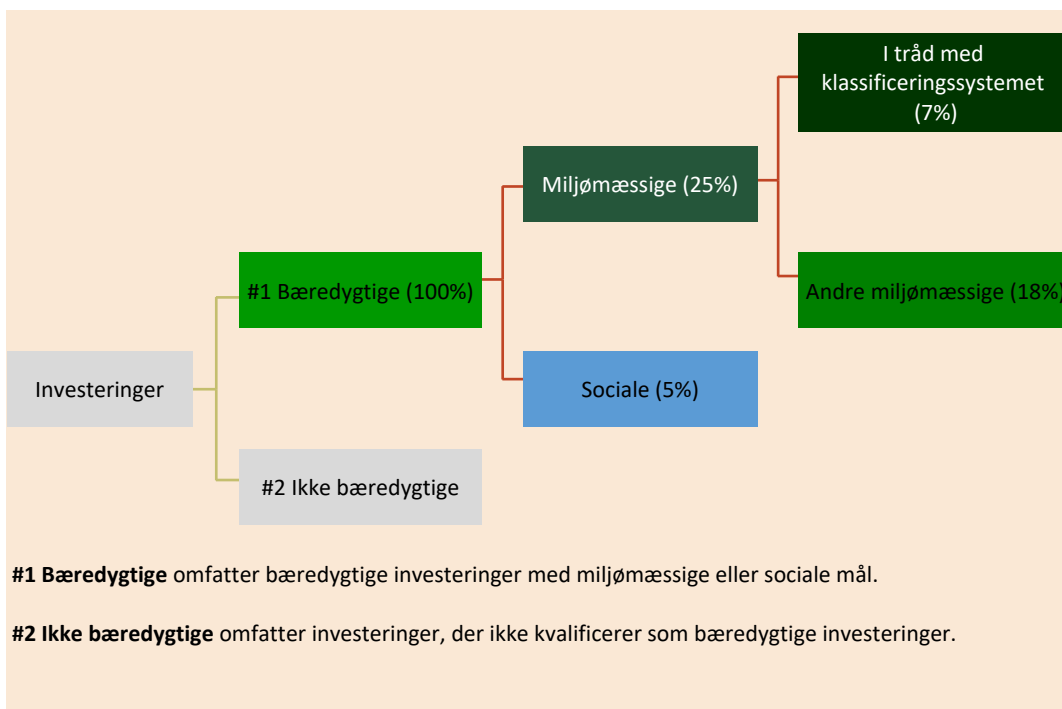 I tråd med
klassificeringssystemet
(7%)
Miljømæssige (25%)
#1 Bæredygtige (100%)
Andre miljømæssige (18%)
Investeringer
Sociale (5%)
#2 Ikke bæredygtige
#1 Bæredygtige omfatter bæredygtige investeringer med miljømæssige eller sociale mål.
#2 Ikke bæredygtige omfatter investeringer, der ikke kvalificerer som bæredygtige investeringer.